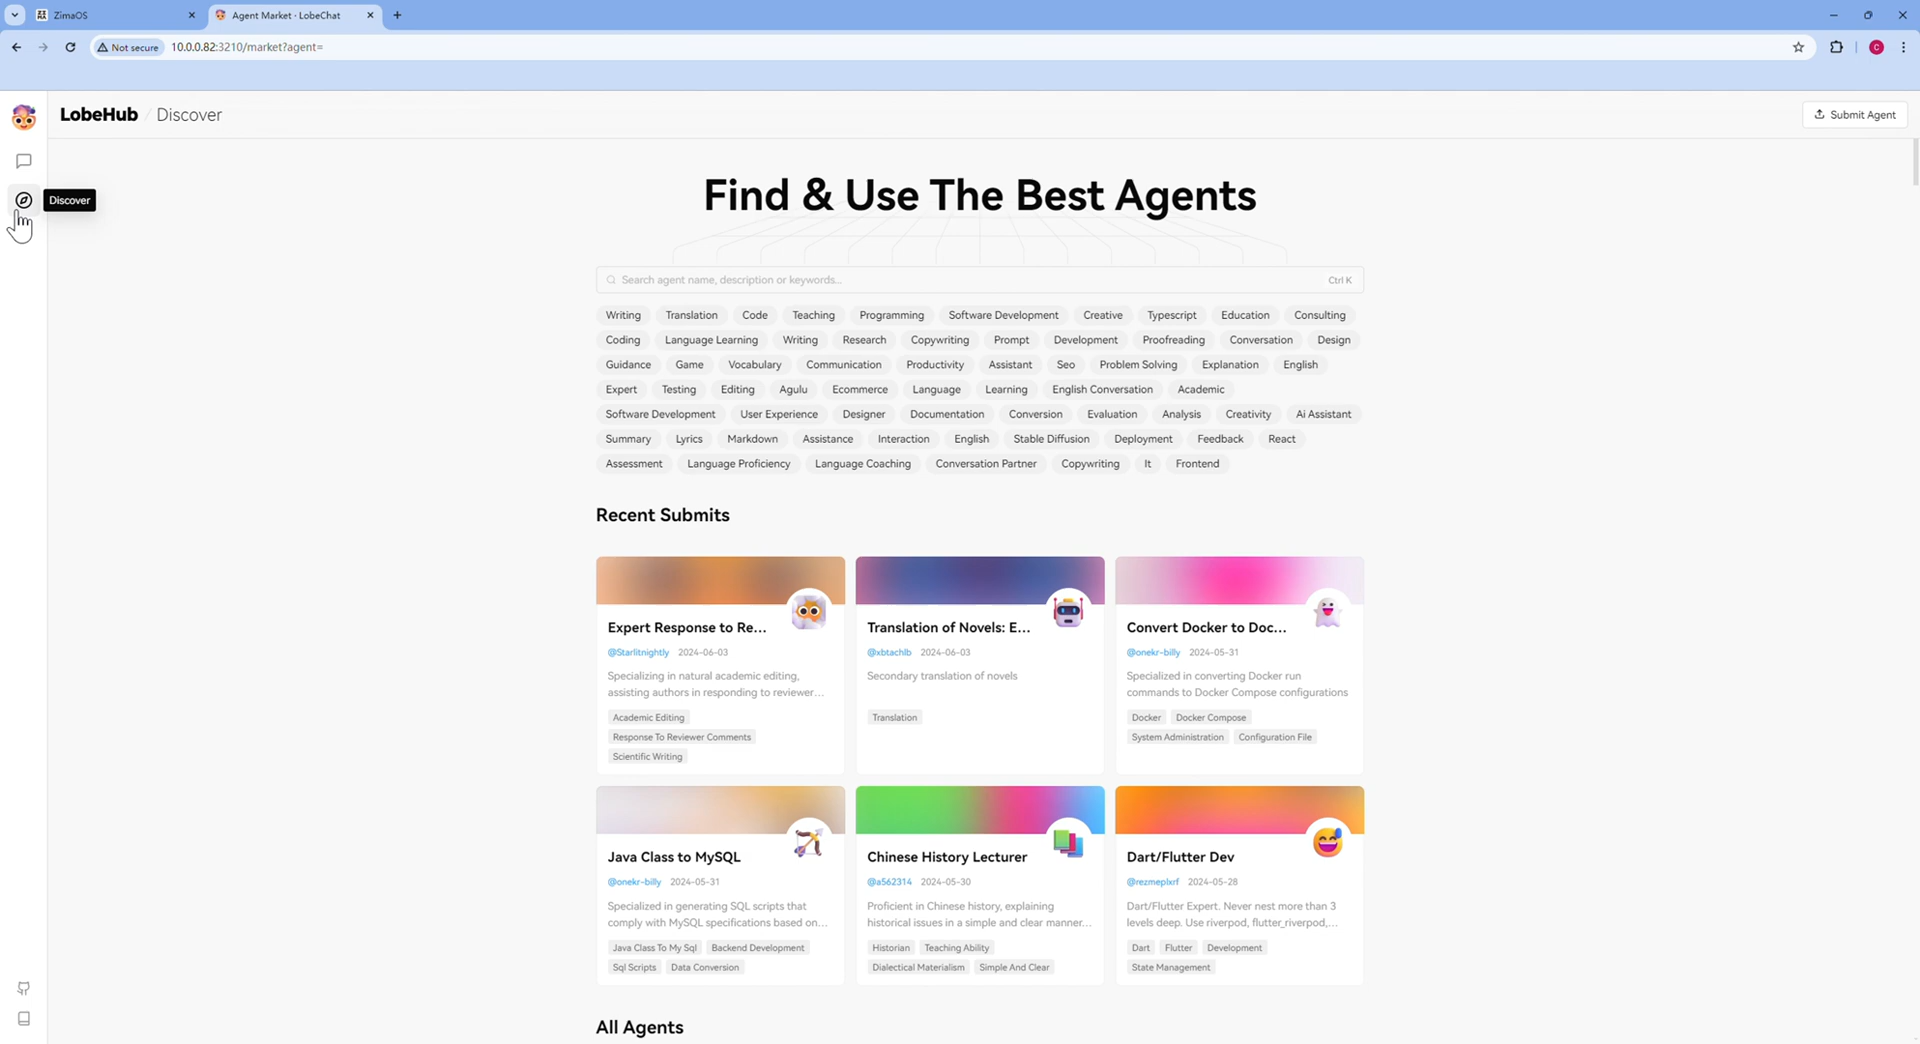 ZimaOS
Agent Market · LobeChat
Not secure
10.0.0.82:3210/market?agent=
C
LobeHub / Discover
Submit Agent
Discover
Find & Use The Best Agents
Search agent name, description or keywords...
Ctrl K
Writing Translation Code Teaching Programming Software Development Creative Typescript Education Consulting
Coding Language Learning Writing Research Copywriting Prompt Development Proofreading Conversation Design
Guidance Game Vocabulary Communication Productivity Assistant Seo Problem Solving Explanation English
Expert Testing Editing Agulu Ecommerce Language Learning English Conversation Academic
Software Development User Experience Designer Documentation Conversion Evaluation Analysis Creativity Ai Assistant
Summary Lyrics Markdown Assistance Interaction English Stable Diffusion Deployment Feedback React
Assessment Language Proficiency Language Coaching Conversation Partner Copywriting It Frontend
Recent Submits
Expert Response to Re...
@Starlitnightly 2024-06-03
Specializing in natural academic editing,
assisting authors in responding to reviewer...
Academic Editing
Response To Reviewer Comments
Scientific Writing
Translation of Novels: E...
@xbtachlb 2024-06-03
Secondary translation of novels
Translation
Convert Docker to Doc...
@onekr-billy 2024-05-31
Specialized in converting Docker run
commands to Docker Compose configurations
Docker Docker Compose
System Administration Configuration File
Java Class to MySQL
@onekr-billy 2024-05-31
Specialized in generating SQL scripts that
comply with MySQL specifications based on...
Java Class To My Sql Backend Development
Sql Scripts Data Conversion
Chinese History Lecturer
@a562314 2024-05-30
Proficient in Chinese history, explaining
historical issues in a simple and clear manner...
Historian Teaching Ability
Dialectical Materialism Simple And Clear
Dart/Flutter Dev
@rezmeplxrf 2024-05-28
Dart/Flutter Expert. Never nest more than 3
levels deep. Use riverpod, flutter_riverpod,...
Dart Flutter Development
State Management
All Agents